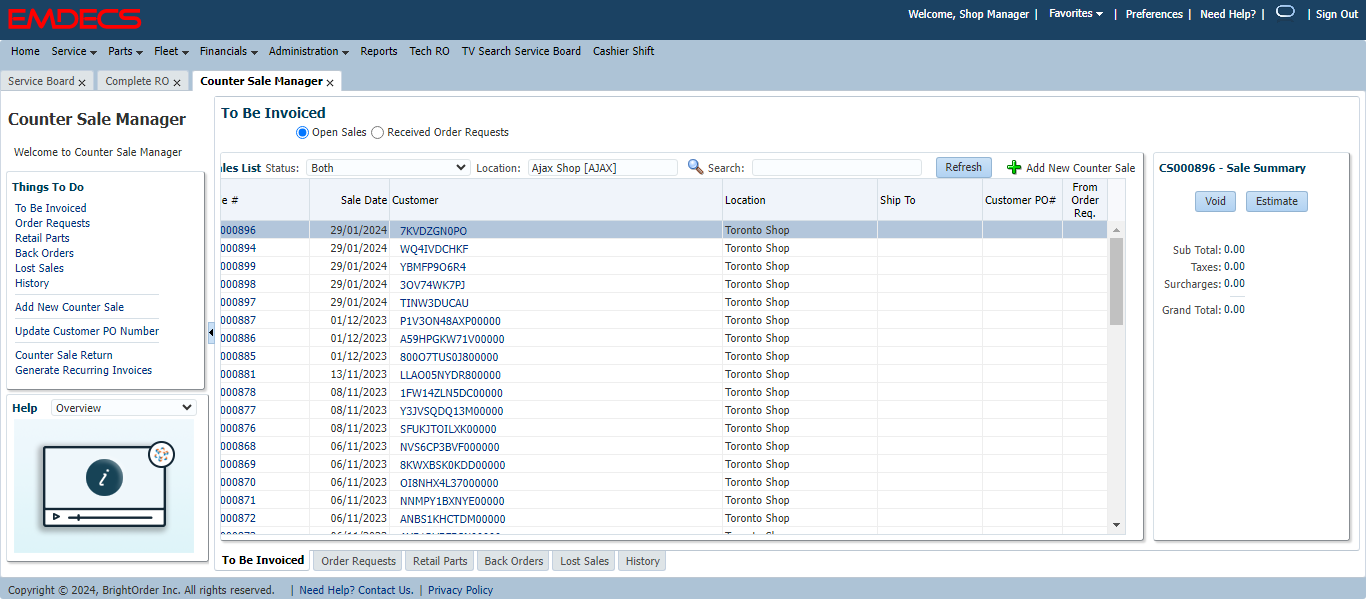 EMDECS
Welcome, Shop Manager | Favorites | Preferences | Need Help? | | Sign Out
Home Service Parts Fleet Financials Administration Reports Tech RO TV Search Service Board Cashier Shift
Service Board x Complete RO x Counter Sale Manager x
Counter Sale Manager
Welcome to Counter Sale Manager
Things To Do
To Be Invoiced
Order Requests
Retail Parts
Back Orders
Lost Sales
History
Add New Counter Sale
Update Customer PO Number
Counter Sale Return
Generate Recurring Invoices
Help Overview
i
To Be Invoiced
Open Sales Received Order Requests
les List Status: Both Location: Ajax Shop [AJAX] Search: Refresh Add New Counter Sale
e # Sale Date Customer Location Ship To Customer PO# From Order Req.
000896 29/01/2024 7KVDZGN0PO Toronto Shop
000894 29/01/2024 WQ4IVDCHKF Toronto Shop
000899 29/01/2024 YBMFP9O6R4 Toronto Shop
000898 29/01/2024 3OV74WK7PJ Toronto Shop
000897 29/01/2024 TINW3DUCAU Toronto Shop
000887 01/12/2023 P1V3ON48AXP00000 Toronto Shop
000886 01/12/2023 A59HPGKW71V00000 Toronto Shop
000885 01/12/2023 800O7TUS0J800000 Toronto Shop
000881 13/11/2023 LLAO05NYDR800000 Toronto Shop
000878 08/11/2023 1FW14ZLN5DC00000 Toronto Shop
000877 08/11/2023 Y3JVSQDQ13M00000 Toronto Shop
000876 08/11/2023 SFUKJTOILXK00000 Toronto Shop
000868 06/11/2023 NVS6CP3BVF000000 Toronto Shop
000869 06/11/2023 8KWXBSK0KDD00000 Toronto Shop
000870 06/11/2023 OI8NHX4L37000000 Toronto Shop
000871 06/11/2023 NNMPY1BXNYE00000 Toronto Shop
000872 06/11/2023 ANBS1KHCTDM00000 Toronto Shop
CS000896 - Sale Summary
Void Estimate
Sub Total: 0.00
Taxes: 0.00
Surcharges: 0.00
Grand Total: 0.00
To Be Invoiced Order Requests Retail Parts Back Orders Lost Sales History
Copyright © 2024, BrightOrder Inc. All rights reserved. | Need Help? Contact Us. | Privacy Policy